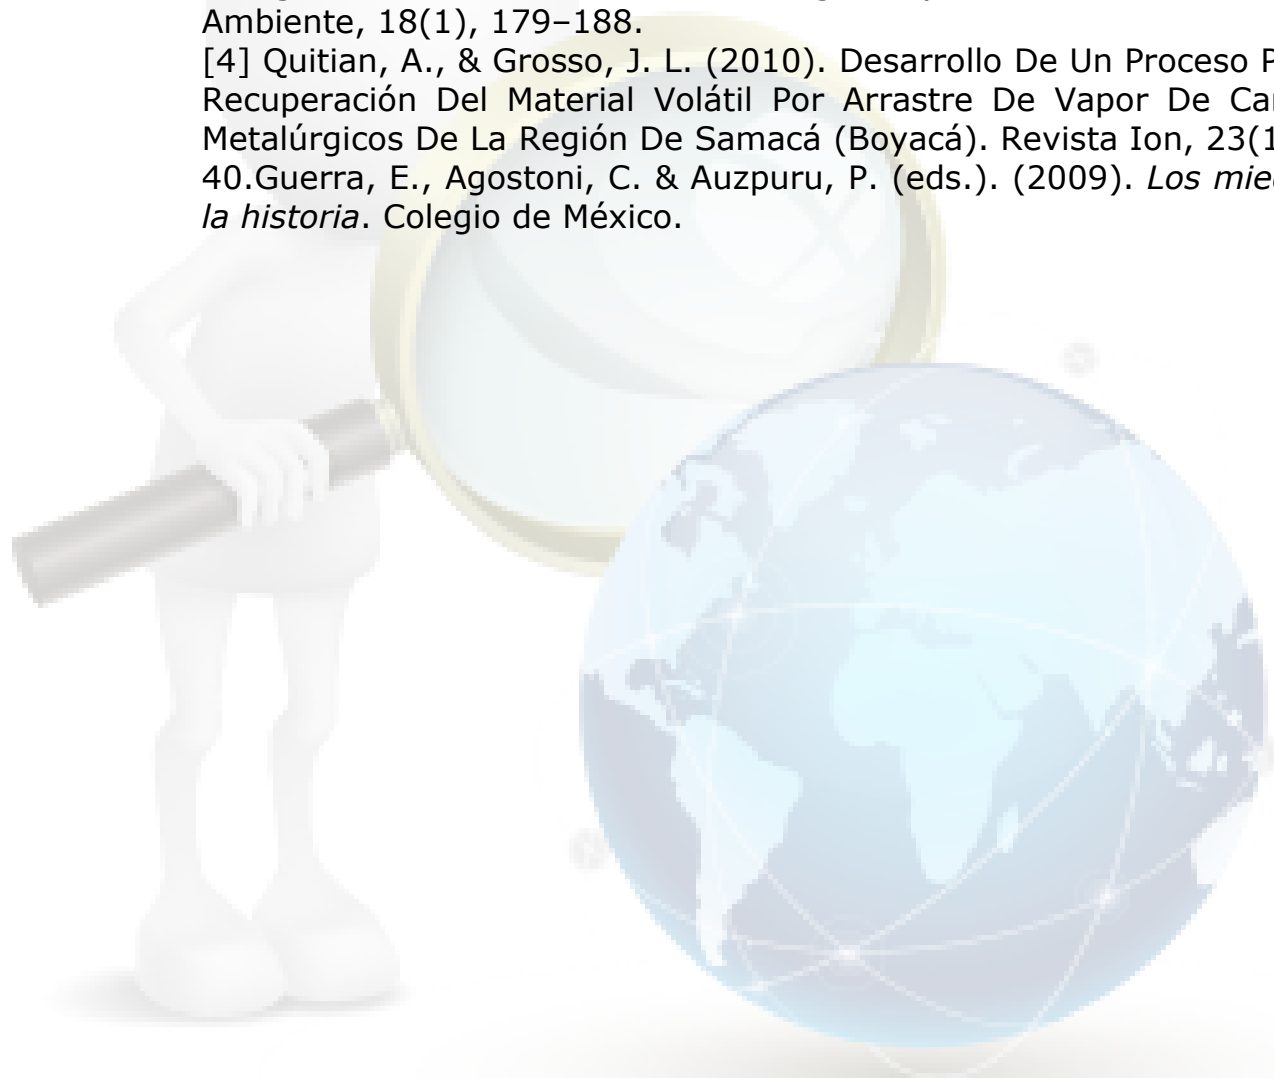 Ambiente, 18(1), 179–188.
[4] Quitian, A., & Grosso, J. L. (2010). Desarrollo De Un Proceso
Recuperación Del Material Volátil Por Arrastre De Vapor De
Metalúrgicos De La Región De Samacá (Boyacá). Revista Ion, 23(1
40.Guerra, E., Agostoni, C. & Auzpuru, P. (eds.). (2009). Los
la historia. Colegio de México.